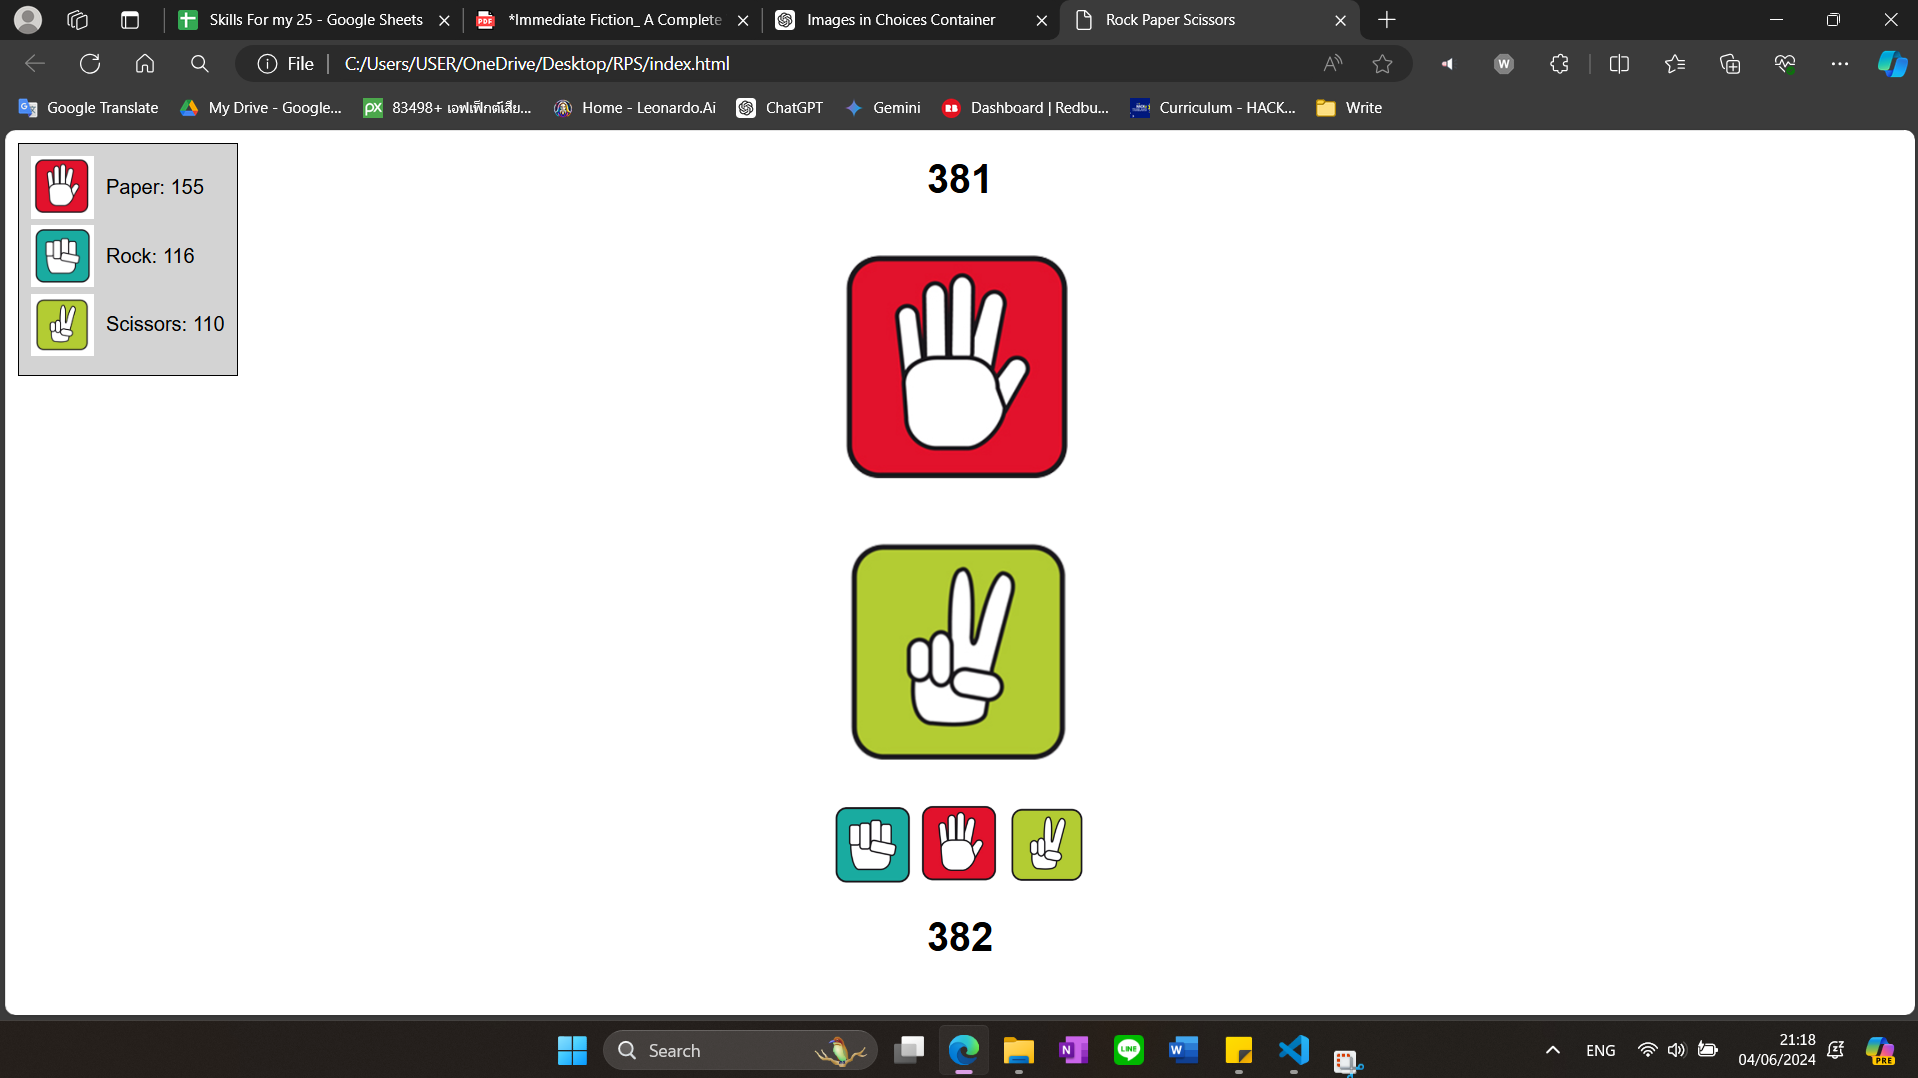 Skills For my 25 - Google Sheets
*Immediate Fiction_ A Complete
Images in Choices Container
Rock Paper Scissors
File
C:/Users/USER/OneDrive/Desktop/RPS/index.html
Google Translate
My Drive - Google...
83498+ เอฟเฟ็กต์เสีย...
Home - Leonardo.Ai
ChatGPT
Gemini
Dashboard | Redbu...
Curriculum - HACK...
Write
Paper: 155
Rock: 116
Scissors: 110
381
382
Search
ENG
21:18
04/06/2024